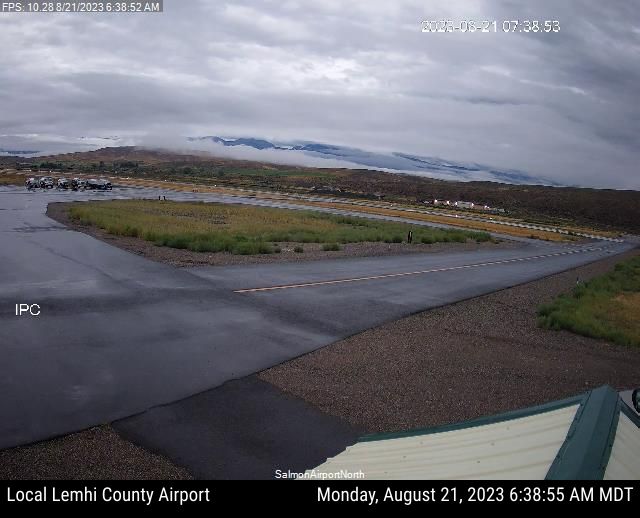 FPS: 10.28 8/21/2023 6:38:52 AM
2023-08-21 07:38:53
IPC
SalmonAirportNorth
Local Lemhi County Airport
Monday, August 21, 2023 6:38:55 AM MDT